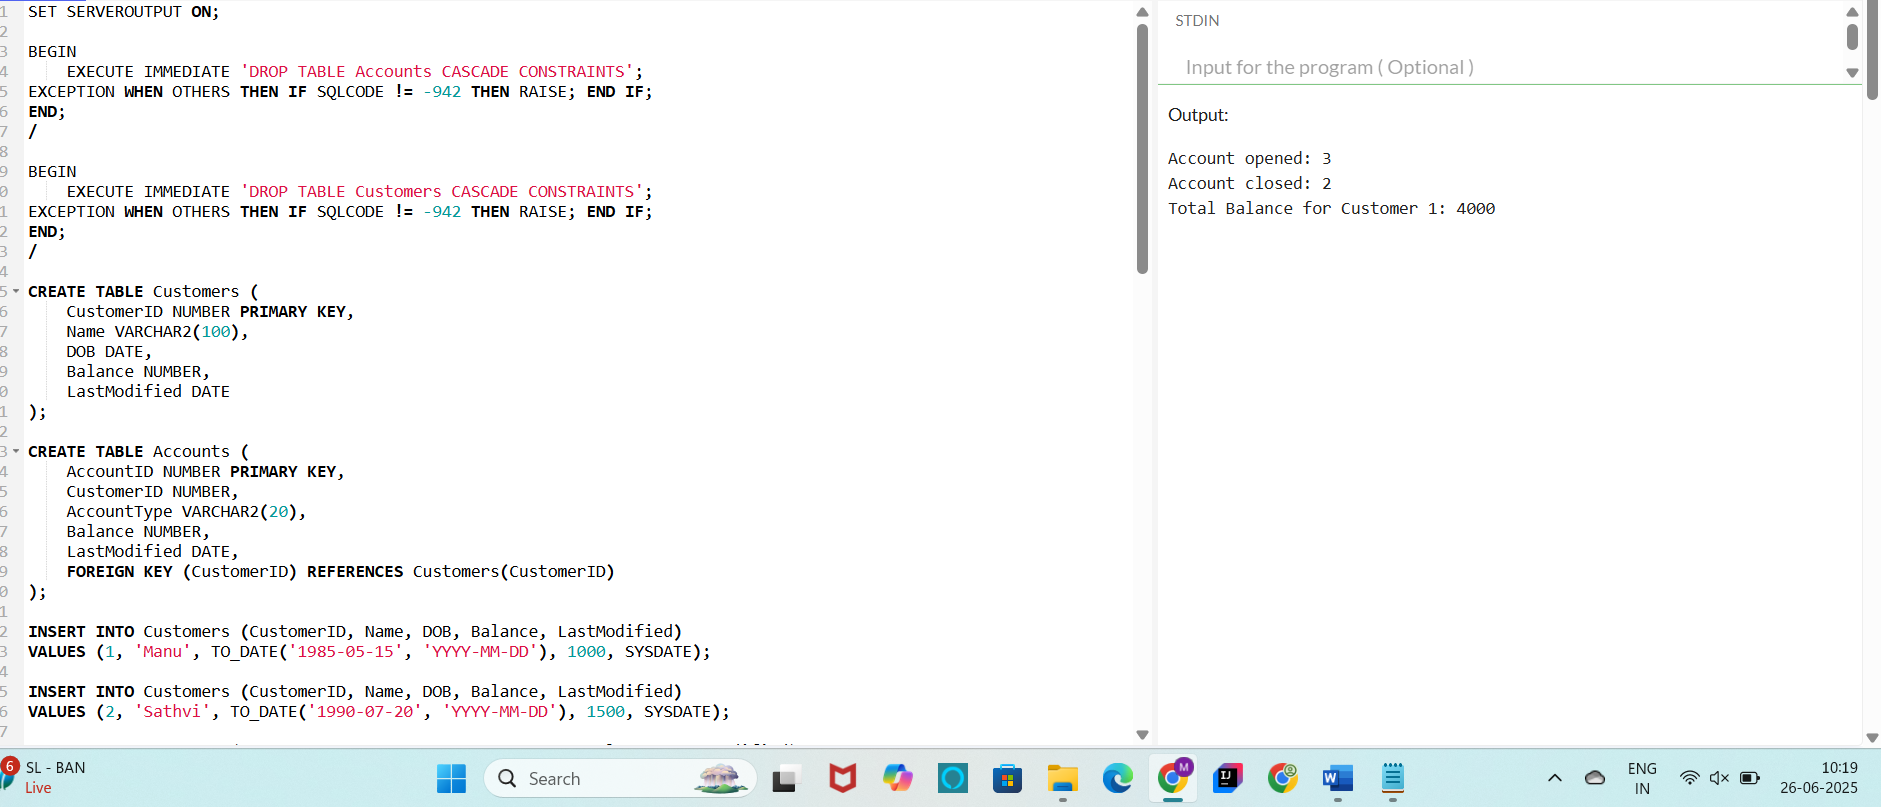 1 SET SERVEROUTPUT ON;
2
3 BEGIN
4     EXECUTE IMMEDIATE 'DROP TABLE Accounts CASCADE CONSTRAINTS';
5 EXCEPTION WHEN OTHERS THEN IF SQLCODE != -942 THEN RAISE; END IF;
6 END;
7 /
8
9 BEGIN
0     EXECUTE IMMEDIATE 'DROP TABLE Customers CASCADE CONSTRAINTS';
1 EXCEPTION WHEN OTHERS THEN IF SQLCODE != -942 THEN RAISE; END IF;
2 END;
3 /
4
5 CREATE TABLE Customers (
6     CustomerID NUMBER PRIMARY KEY,
7     Name VARCHAR2(100),
8     DOB DATE,
9     Balance NUMBER,
0     LastModified DATE
1 );
2
3 CREATE TABLE Accounts (
4     AccountID NUMBER PRIMARY KEY,
5     CustomerID NUMBER,
6     AccountType VARCHAR2(20),
7     Balance NUMBER,
8     LastModified DATE,
9     FOREIGN KEY (CustomerID) REFERENCES Customers(CustomerID)
0 );
1
2 INSERT INTO Customers (CustomerID, Name, DOB, Balance, LastModified)
3 VALUES (1, 'Manu', TO_DATE('1985-05-15', 'YYYY-MM-DD'), 1000, SYSDATE);
4
5 INSERT INTO Customers (CustomerID, Name, DOB, Balance, LastModified)
6 VALUES (2, 'Sathvi', TO_DATE('1990-07-20', 'YYYY-MM-DD'), 1500, SYSDATE);
7
STDIN
Input for the program ( Optional )
Output:
Account opened: 3
Account closed: 2
Total Balance for Customer 1: 4000
6
SL - BAN
Live
Search
M
IJ
W
ENG
IN
10:19
26-06-2025